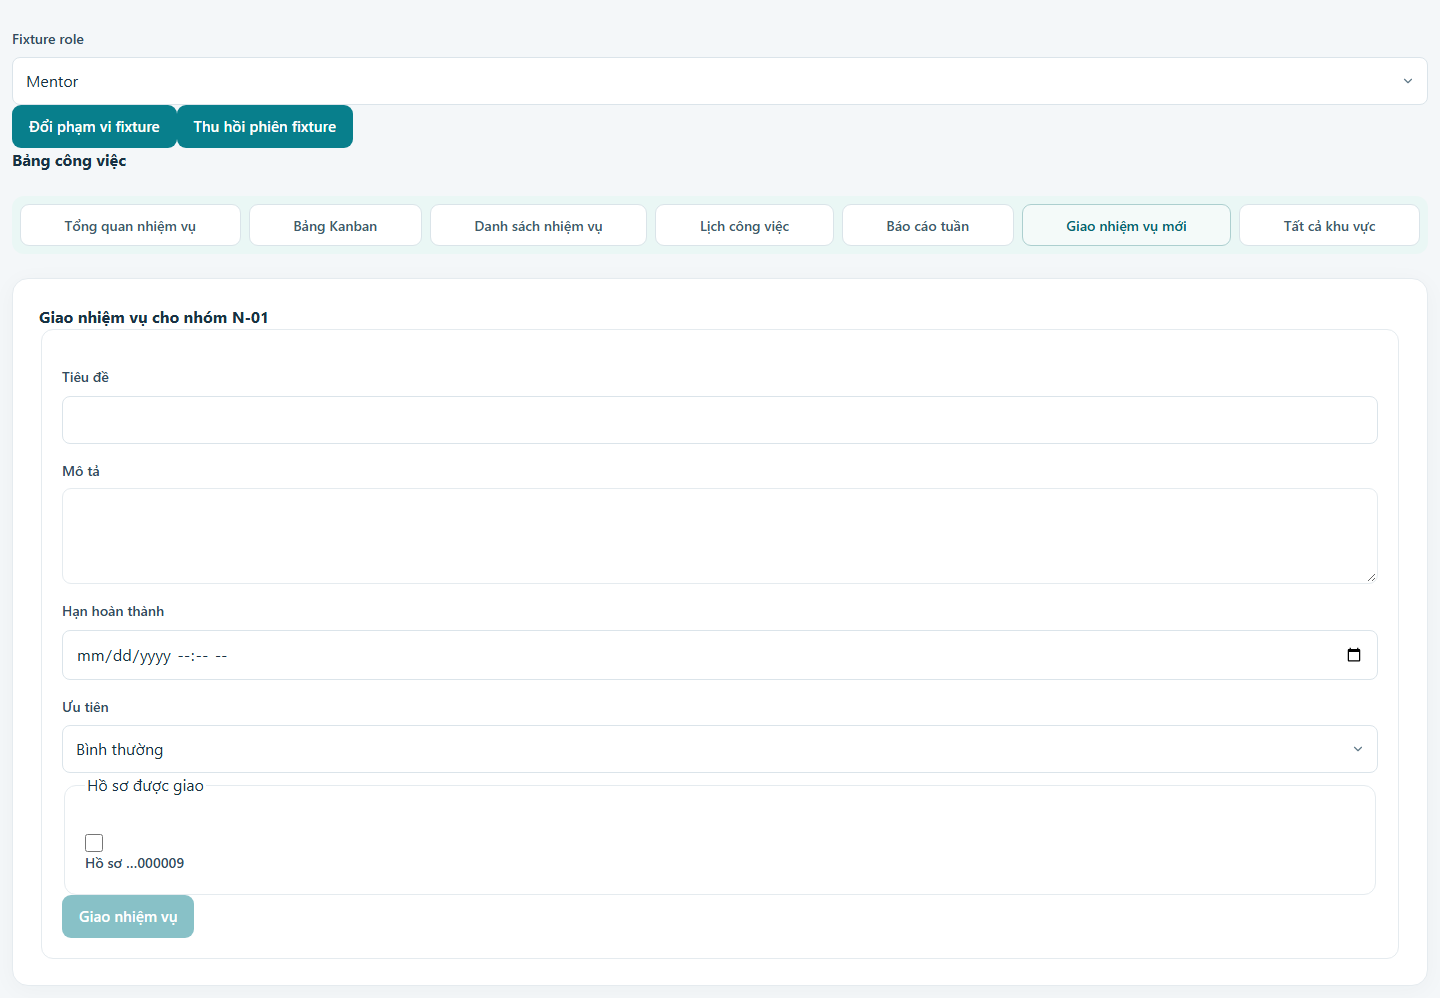 Fixture role
Mentor
Đổi phạm vi fixture
Thu hồi phiên fixture
Bảng công việc
Tổng quan nhiệm vụ
Bảng Kanban
Danh sách nhiệm vụ
Lịch công việc
Báo cáo tuần
Giao nhiệm vụ mới
Tất cả khu vực
Giao nhiệm vụ cho nhóm N-01
Tiêu đề
Mô tả
Hạn hoàn thành
mm/dd/yyyy --:-- --
Ưu tiên
Bình thường
Hồ sơ được giao
Hồ sơ ...000009
Giao nhiệm vụ